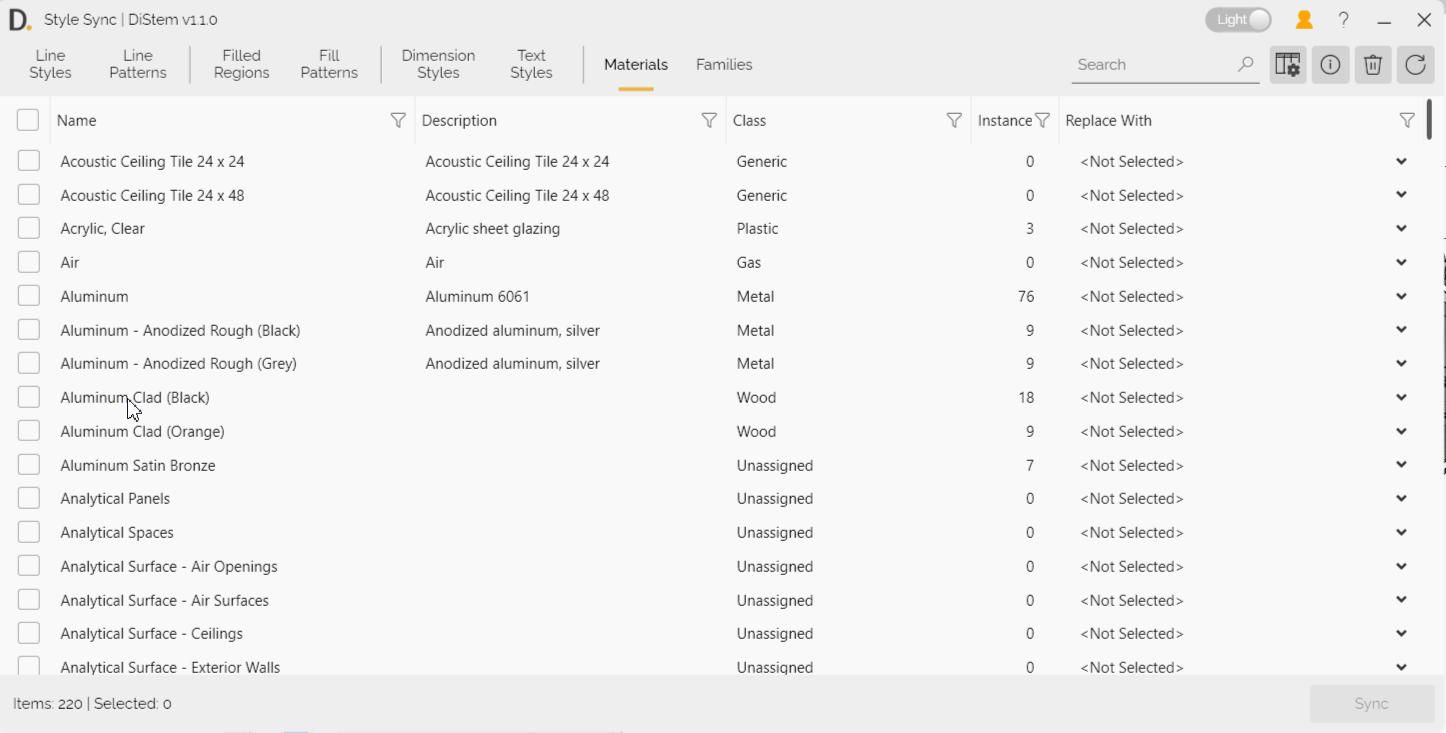 D. Style Sync | DiStem v1.1.0 Light ?
Line Styles Line Patterns Filled Regions Fill Patterns Dimension Styles Text Styles Materials Families Search
Name Description Class Instance Replace With
Acoustic Ceiling Tile 24 x 24 Acoustic Ceiling Tile 24 x 24 Generic 0 <Not Selected>
Acoustic Ceiling Tile 24 x 48 Acoustic Ceiling Tile 24 x 48 Generic 0 <Not Selected>
Acrylic, Clear Acrylic sheet glazing Plastic 3 <Not Selected>
Air Air Gas 0 <Not Selected>
Aluminum Aluminum 6061 Metal 76 <Not Selected>
Aluminum - Anodized Rough (Black) Anodized aluminum, silver Metal 9 <Not Selected>
Aluminum - Anodized Rough (Grey) Anodized aluminum, silver Metal 9 <Not Selected>
Aluminum Clad (Black) Wood 18 <Not Selected>
Aluminum Clad (Orange) Wood 9 <Not Selected>
Aluminum Satin Bronze Unassigned 7 <Not Selected>
Analytical Panels Unassigned 0 <Not Selected>
Analytical Spaces Unassigned 0 <Not Selected>
Analytical Surface - Air Openings Unassigned 0 <Not Selected>
Analytical Surface - Air Surfaces Unassigned 0 <Not Selected>
Analytical Surface - Ceilings Unassigned 0 <Not Selected>
Analytical Surface - Exterior Walls Unassigned 0 <Not Selected>
Items: 220 | Selected: 0 Sync